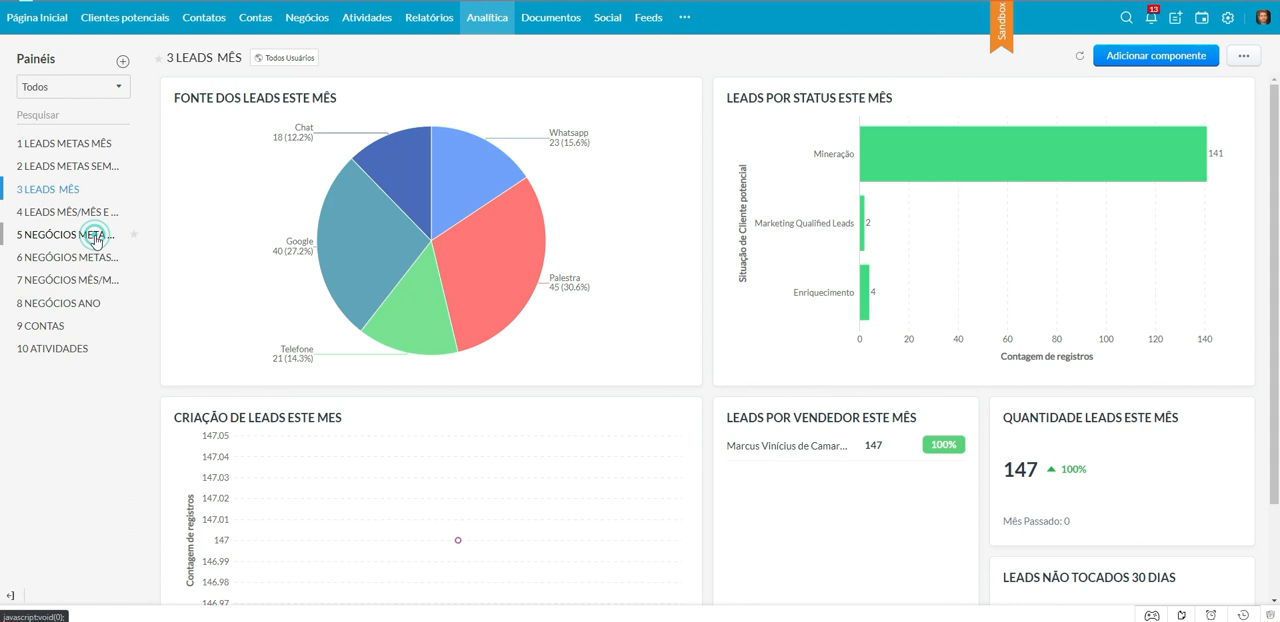 Página Inicial Clientes potenciais Contatos Contas Negócios Atividades Relatórios Analítica Documentos Social Feeds ...
Sandbox
13
Painéis
Todos
Pesquisar
1 LEADS METAS MÊS
2 LEADS METAS SEM...
3 LEADS MÊS
4 LEADS MÊS/MÊS E ...
5 NEGÓCIOS META ...
6 NEGÓGIOS METAS...
7 NEGÓCIOS MÊS/M...
8 NEGÓCIOS ANO
9 CONTAS
10 ATIVIDADES
3 LEADS MÊS
Todos Usuários
Adicionar componente
...
FONTE DOS LEADS ESTE MÊS
Chat
18 (12.2%)
Whatsapp
23 (15.6%)
Google
40 (27.2%)
Palestra
45 (30.6%)
Telefone
21 (14.3%)
LEADS POR STATUS ESTE MÊS
Situação de Cliente potencial
Mineração
141
Marketing Qualified Leads
2
Enriquecimento
4
0 20 40 60 80 100 120 140
Contagem de registros
CRIAÇÃO DE LEADS ESTE MES
Contagem de registros
147.05
147.04
147.03
147.02
147.01
147
146.99
146.98
146.97
LEADS POR VENDEDOR ESTE MÊS
Marcus Vinícius de Camar... 147 100%
QUANTIDADE LEADS ESTE MÊS
147 100%
Mês Passado: 0
LEADS NÃO TOCADOS 30 DIAS
javascript:void(0);